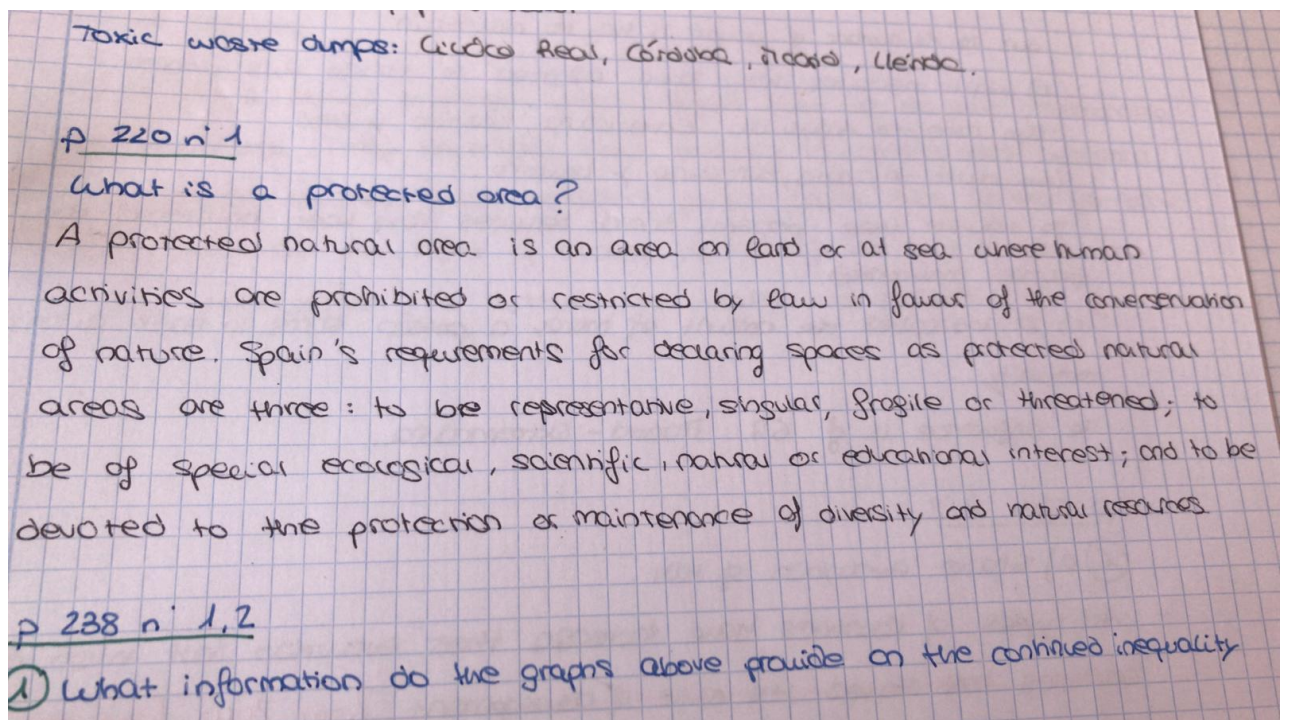 Toxic waste dumps: Ciudad Real, Córdoba, , Lleida.
p 220 nº 1
What is a protected area?
A protected natural area is an area on land or at sea where human
activities are prohibited or restricted by law in favour of the converservation
of nature. Spain's requirements for declaring spaces as protected natural
areas are three: to be representative, singular, fragile or threatened; to
be of special ecological, scientific, natural or educational interest; and to be
devoted to the protection or maintenance of diversity and natural resources
p 238 nº 1,2
1 What information do the graphs above provide on the continued inequality